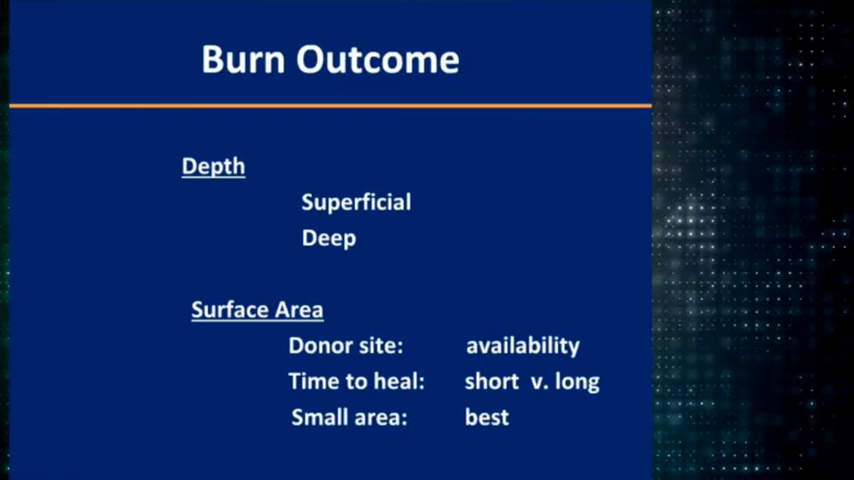 Burn Outcome
Depth
Superficial
Deep
Surface Area
Donor site: availability
Time to heal: short v. long
Small area: best